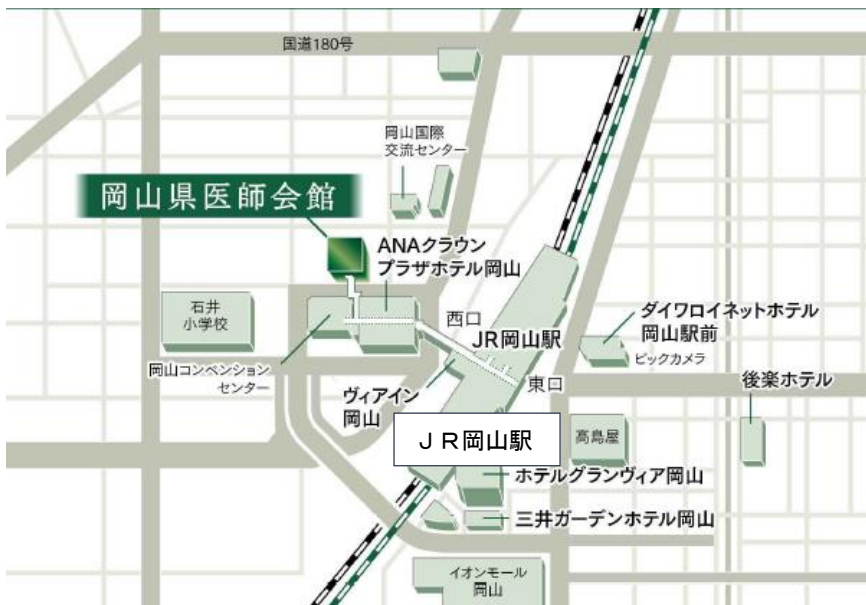 国道180号
岡山国際
交流センター
岡山県医師会館
ANAクラウン
プラザホテル岡山
石井
小学校
西口
JR岡山駅
ダイワロイネットホテル
岡山駅前
ビックカメラ
岡山コンベンション
センター
ヴィアイン
岡山
東口
後楽ホテル
JR岡山駅
高島屋
ホテルグランヴィア岡山
三井ガーデンホテル岡山
イオンモール
岡山